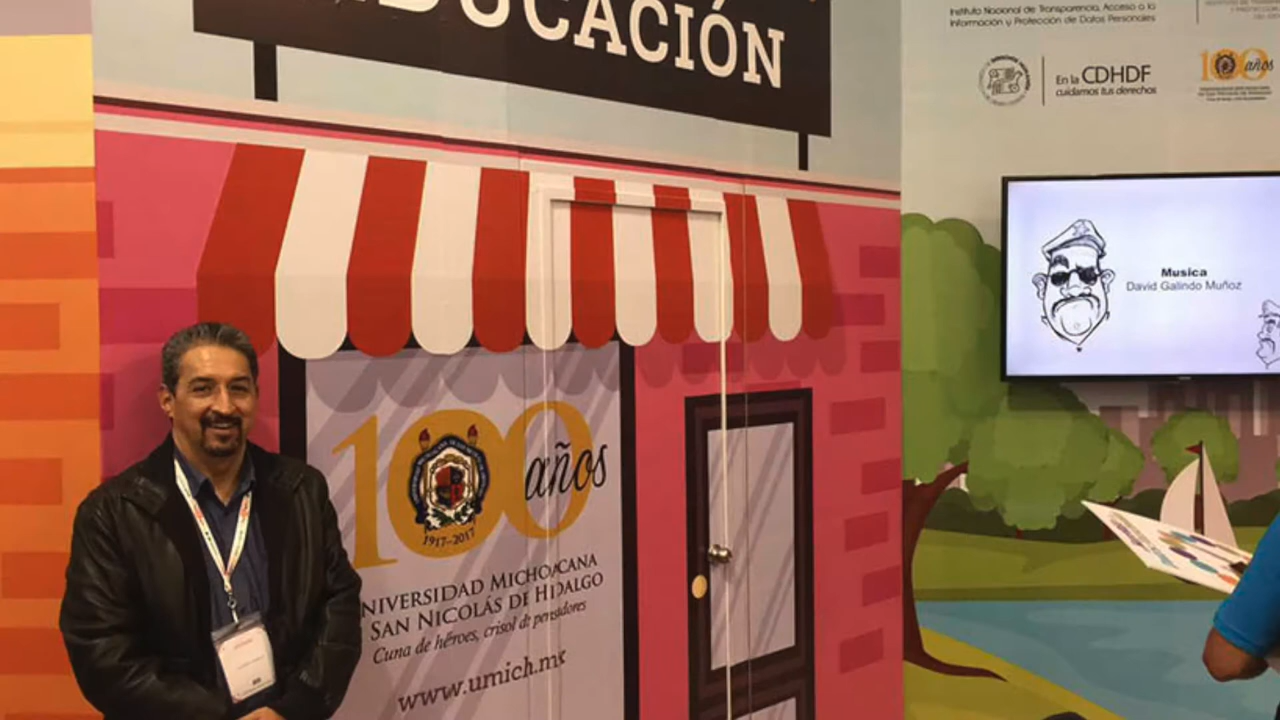 EDUCACIÓN
Instituto Nacional de Transparencia, Acceso a la
Información y Protección de Datos Personales
En la CDHDF
cuidamos tus derechos
100 años
Musica
David Galindo Muñoz
100 años
1917-2017
UNIVERSIDAD MICHOACANA
SAN NICOLÁS DE HIDALGO
Cuna de héroes, crisol de pensadores
www.umich.mx